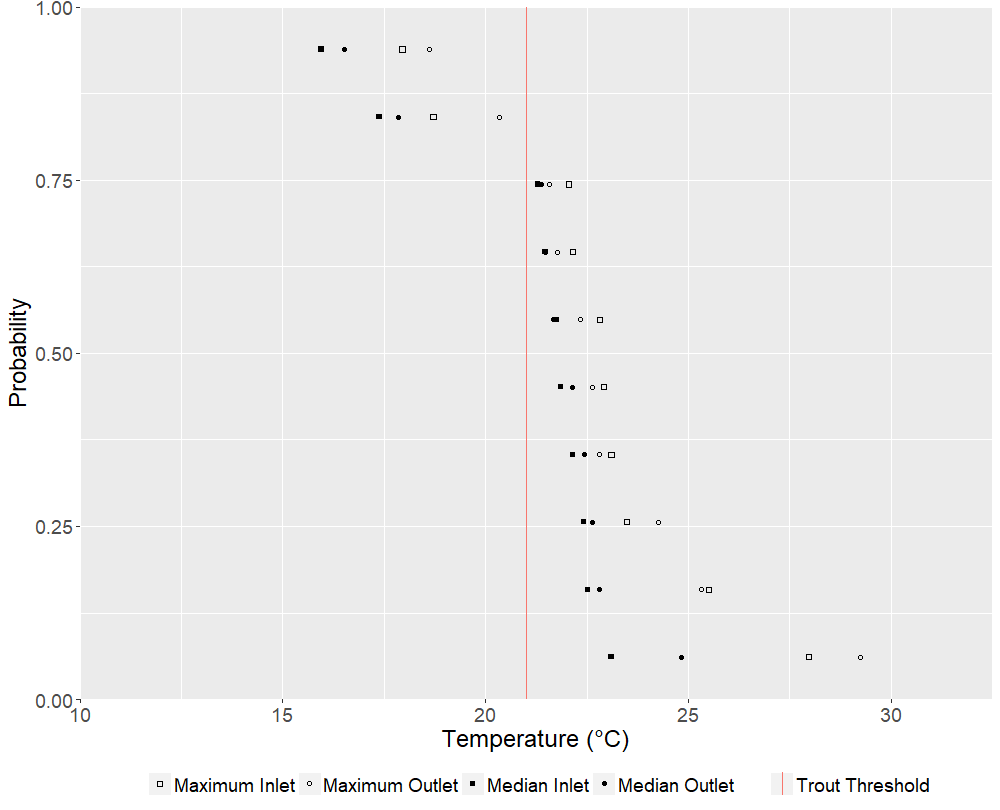 1.00
0.75
0.50
0.25
0.00
Probability
10 15 20 25 30
Temperature (°C)
Maximum Inlet Maximum Outlet Median Inlet Median Outlet Trout Threshold